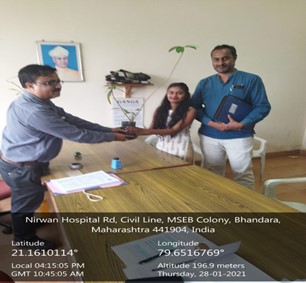 GANGA
Nirwan Hospital Rd, Civil Line, MSEB Colony, Bhandara,
Maharashtra 441904, India
Latitude
Longitude
21.1610114°
79.6516769°
Local 04:15:05 PM
Altitude 196.9 meters
GMT 10:45:05 AM
Thursday, 28-01-2021